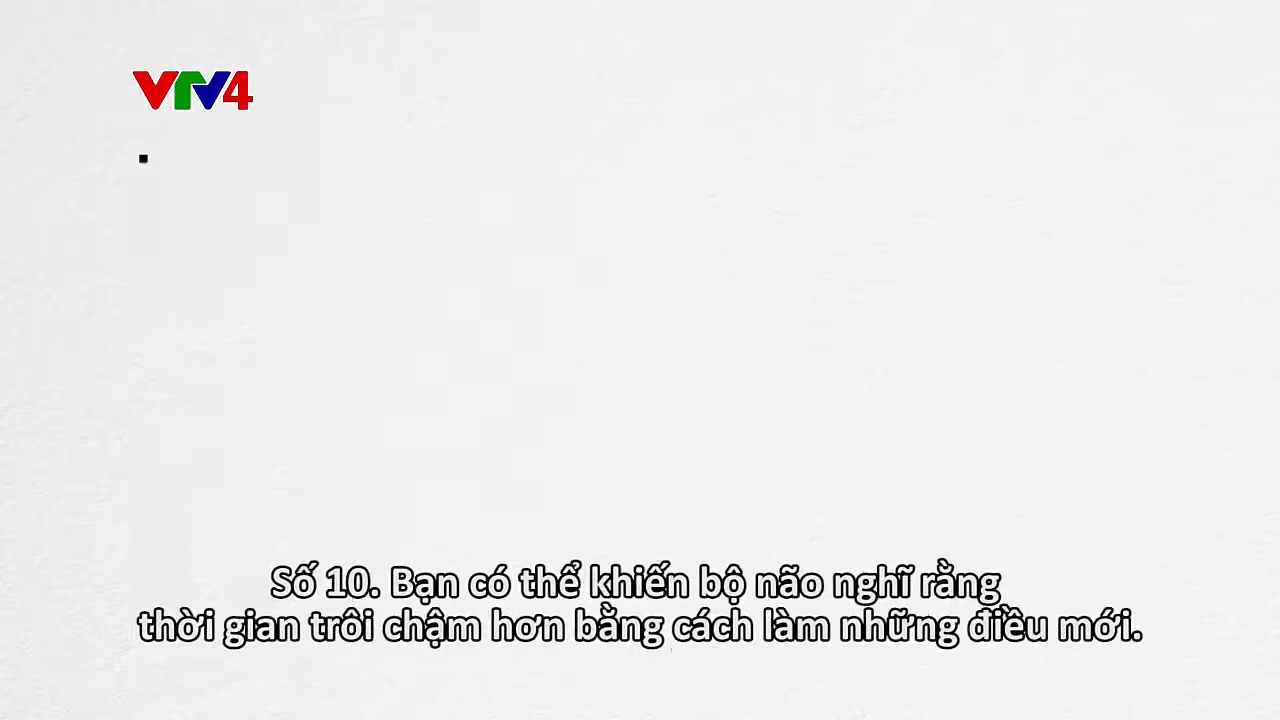 VTV4
Số 10. Bạn có thể khiến bộ não nghĩ rằng
thời gian trôi chậm hơn bằng cách làm những điều mới.